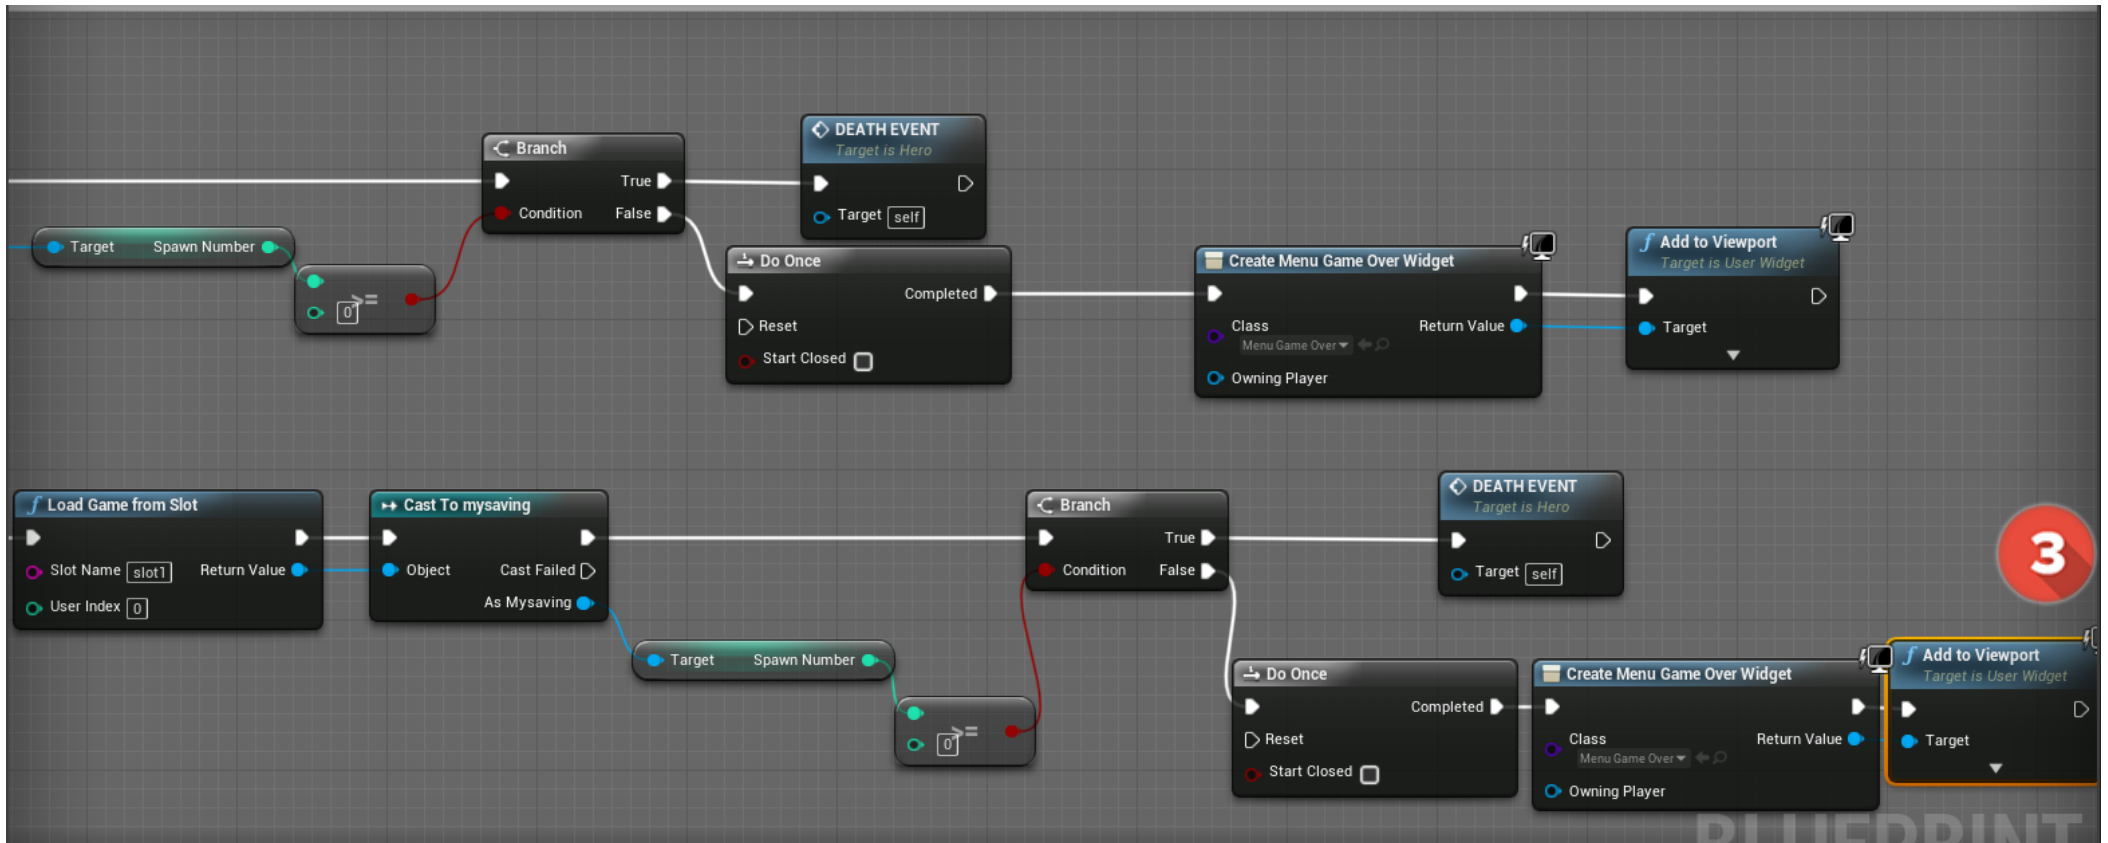 DEATH EVENT
Target is Hero
Branch
True
Condition
False
Target
self
Target
Spawn Number
>=
0
Do Once
Completed
Reset
Start Closed
Create Menu Game Over Widget
Class
Return Value
Menu Game Over
Owning Player
f Add to Viewport
Target is User Widget
Target
f Load Game from Slot
Slot Name
slot1
Return Value
User Index
0
Cast To mysaving
Object
Cast Failed
As Mysaving
Target
Spawn Number
>=
0
Branch
True
Condition
False
DEATH EVENT
Target is Hero
Target
self
3
Do Once
Completed
Reset
Start Closed
Create Menu Game Over Widget
Class
Return Value
Menu Game Over
Owning Player
f Add to Viewport
Target is User Widget
Target
BLUEPRINT